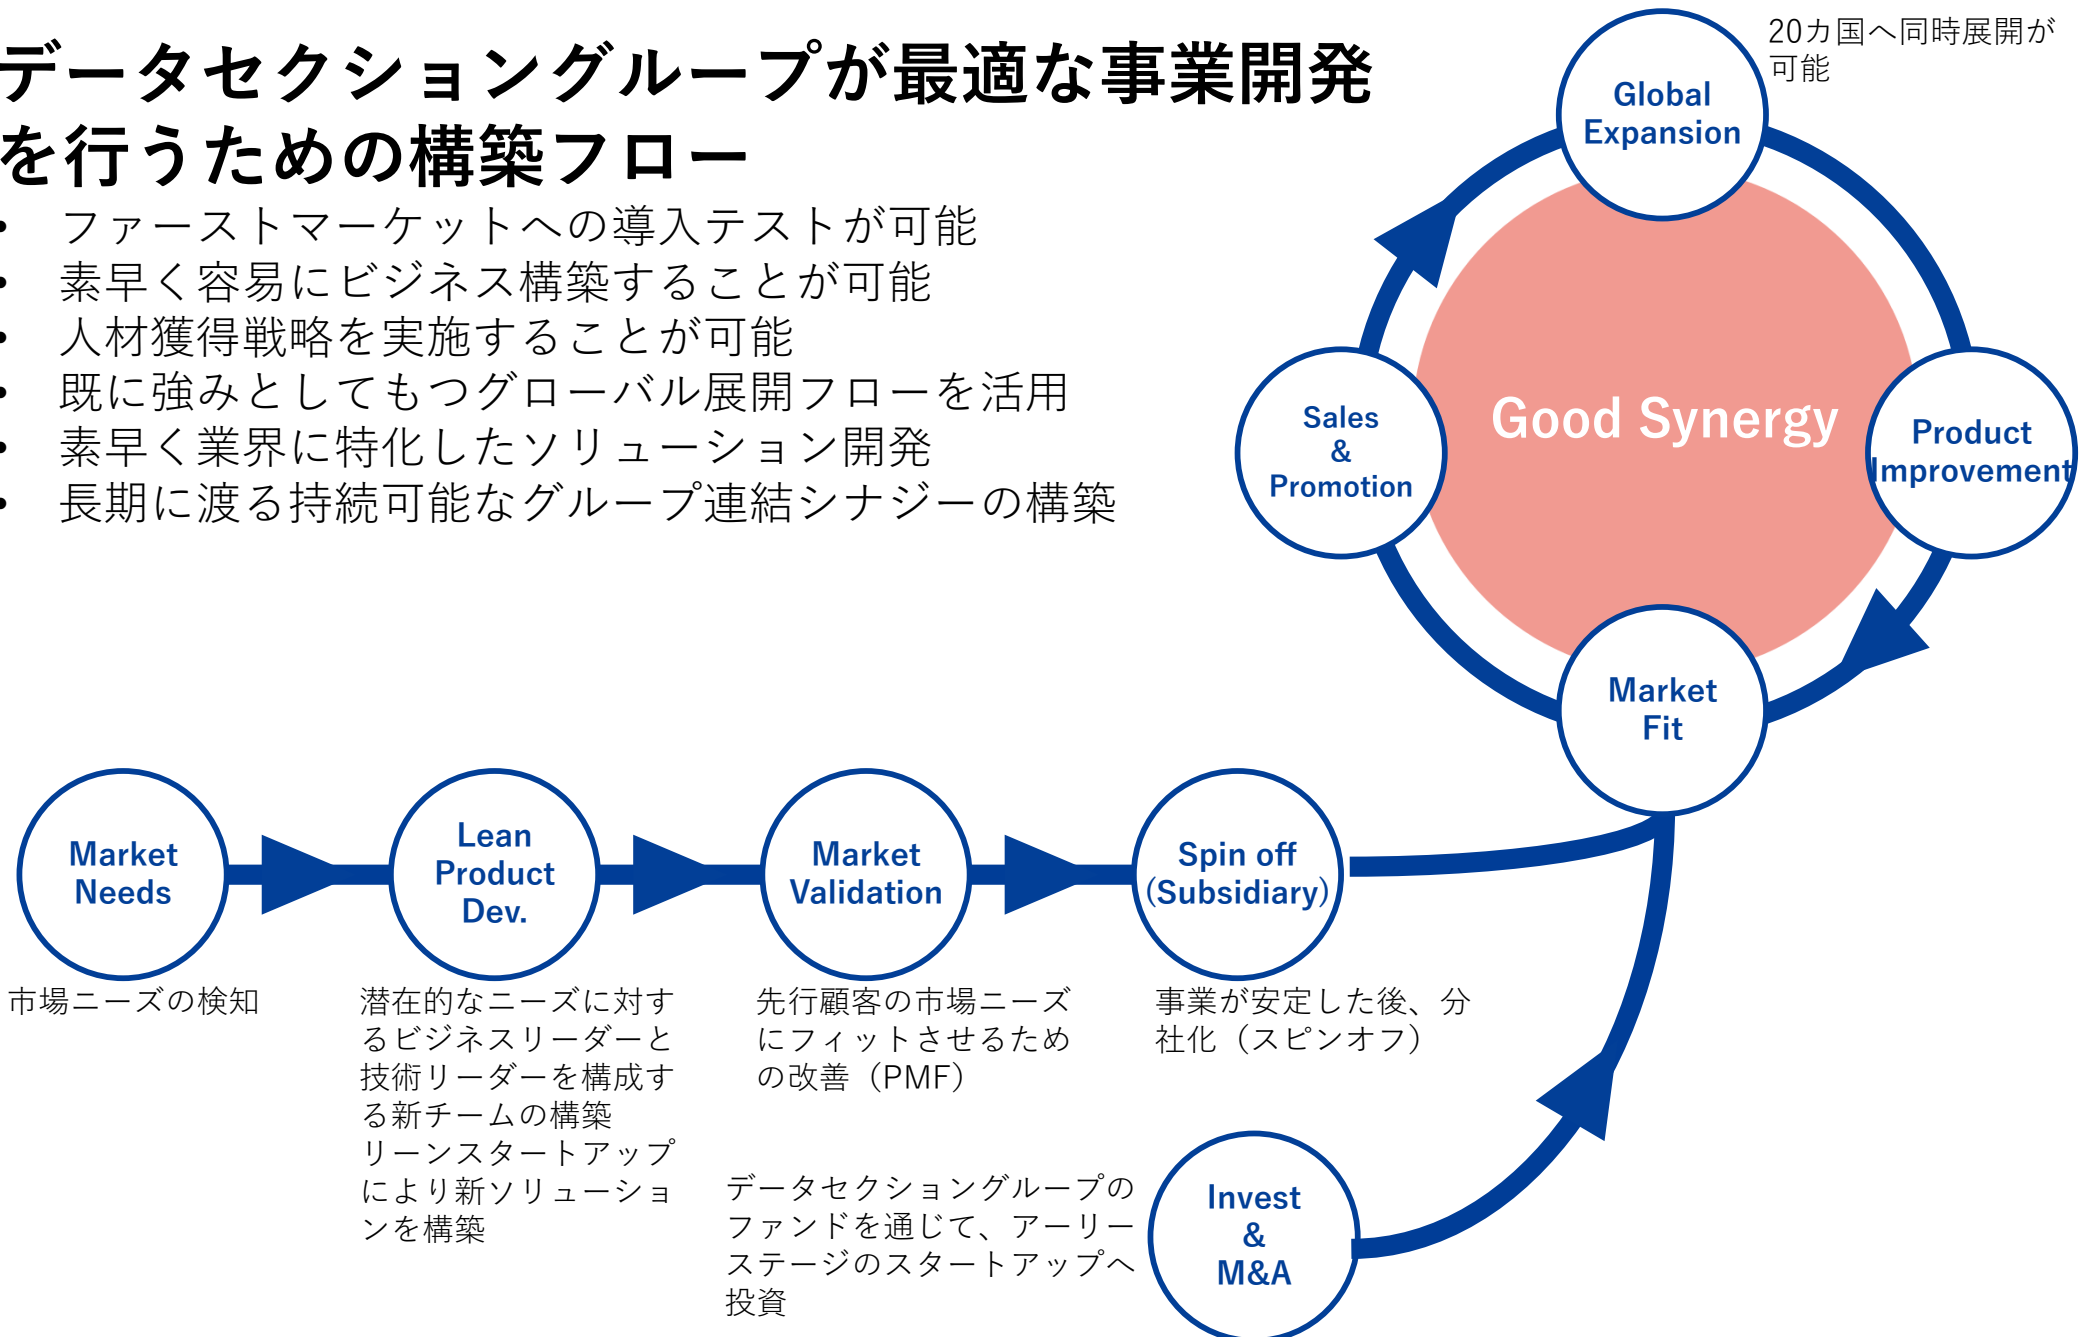 データセクショングループが最適な事業開発
を行うための構築フロー
• ファーストマーケットへの導入テストが可能
• 素早く容易にビジネス構築することが可能
• 人材獲得戦略を実施することが可能
• 既に強みとしてもつグローバル展開フローを活用
• 素早く業界に特化したソリューション開発
• 長期に渡る持続可能なグループ連結シナジーの構築
20カ国へ同時展開が
可能
Global
Expansion
Sales
&
Promotion
Good Synergy
Product
Improvement
Market
Fit
Market
Needs
Lean
Product
Dev.
Market
Validation
Spin off
(Subsidiary)
市場ニーズの検知
潜在的なニーズに対す
るビジネスリーダーと
技術リーダーを構成す
る新チームの構築
リーンスタートアップ
により新ソリューショ
ンを構築
先行顧客の市場ニーズ
にフィットさせるため
の改善（PMF）
事業が安定した後、分
社化（スピンオフ）
データセクショングループの
ファンドを通じて、アーリー
ステージのスタートアップへ
投資
Invest
&
M&A